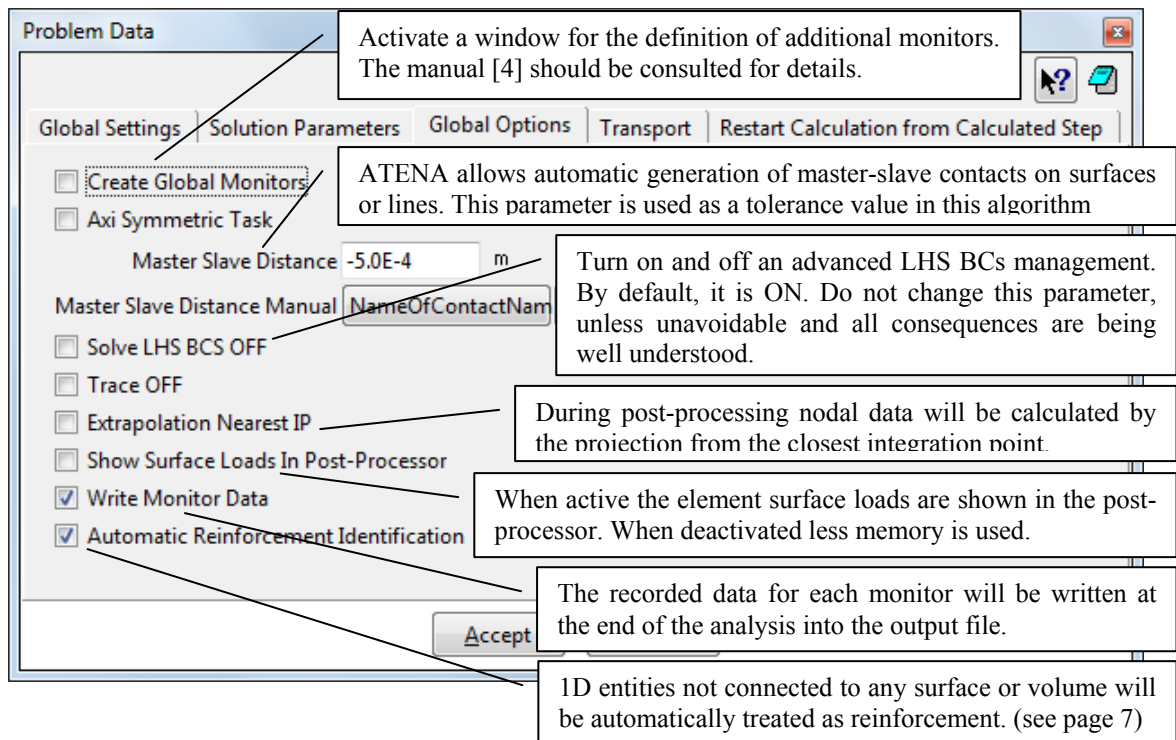 Problem Data
Activate a window for the definition of additional monitors.
The manual [4] should be consulted for details.
Global Settings
Solution Parameters
Global Options
Transport
Restart Calculation from Calculated Step
Create Global Monitors
ATENA allows automatic generation of master-slave contacts on surfaces
or lines. This parameter is used as a tolerance value in this algorithm
Axi Symmetric Task
Master Slave Distance -5.0E-4 m
Turn on and off an advanced LHS BCs management.
By default, it is ON. Do not change this parameter,
unless unavoidable and all consequences are being
well understood.
Master Slave Distance Manual NameOfContactNam
Solve LHS BCS OFF
Trace OFF
Extrapolation Nearest IP
During post-processing nodal data will be calculated by
the projection from the closest integration point.
Show Surface Loads In Post-Processor
Write Monitor Data
When active the element surface loads are shown in the post-
processor. When deactivated less memory is used.
Automatic Reinforcement Identification
The recorded data for each monitor will be written at
the end of the analysis into the output file.
Accept
1D entities not connected to any surface or volume will
be automatically treated as reinforcement. (see page 7)